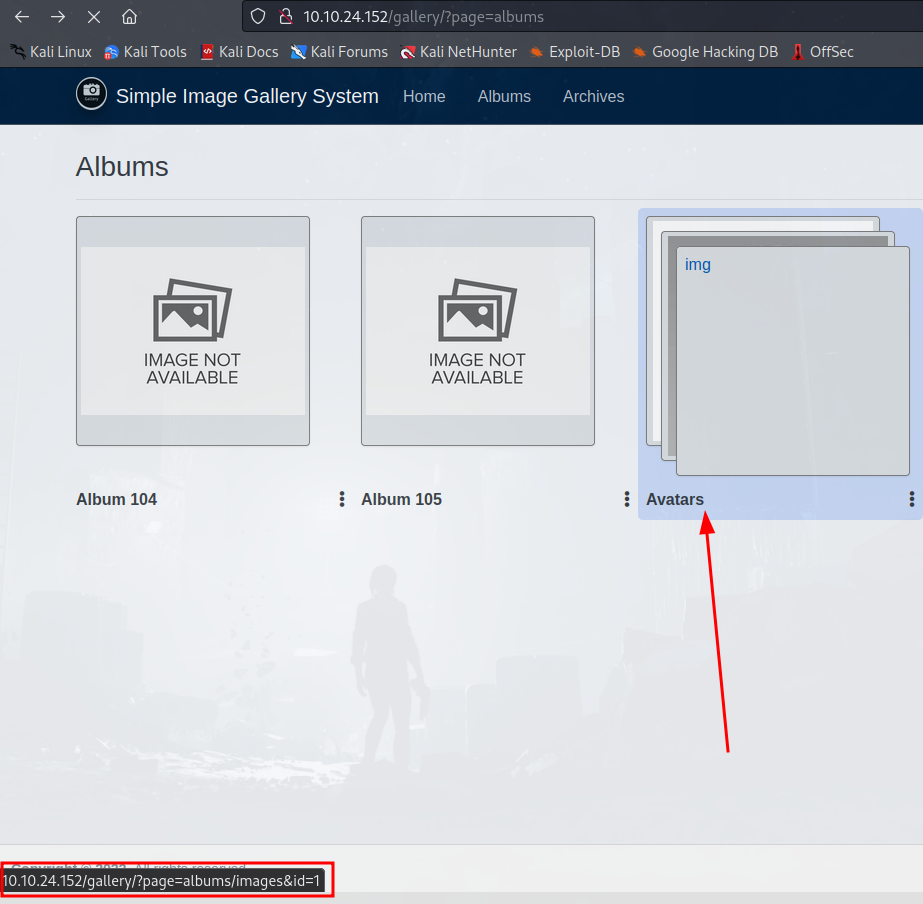 10.10.24.152/gallery/?page=albums
Kali Linux Kali Tools Kali Docs Kali Forums Kali NetHunter Exploit-DB Google Hacking DB OffSec
Simple Image Gallery System Home Albums Archives
Albums
IMAGE NOT
AVAILABLE
IMAGE NOT
AVAILABLE
img
Album 104
Album 105
Avatars
Copyright © 2022. All rights reserved.
10.10.24.152/gallery/?page=albums/images&id=1